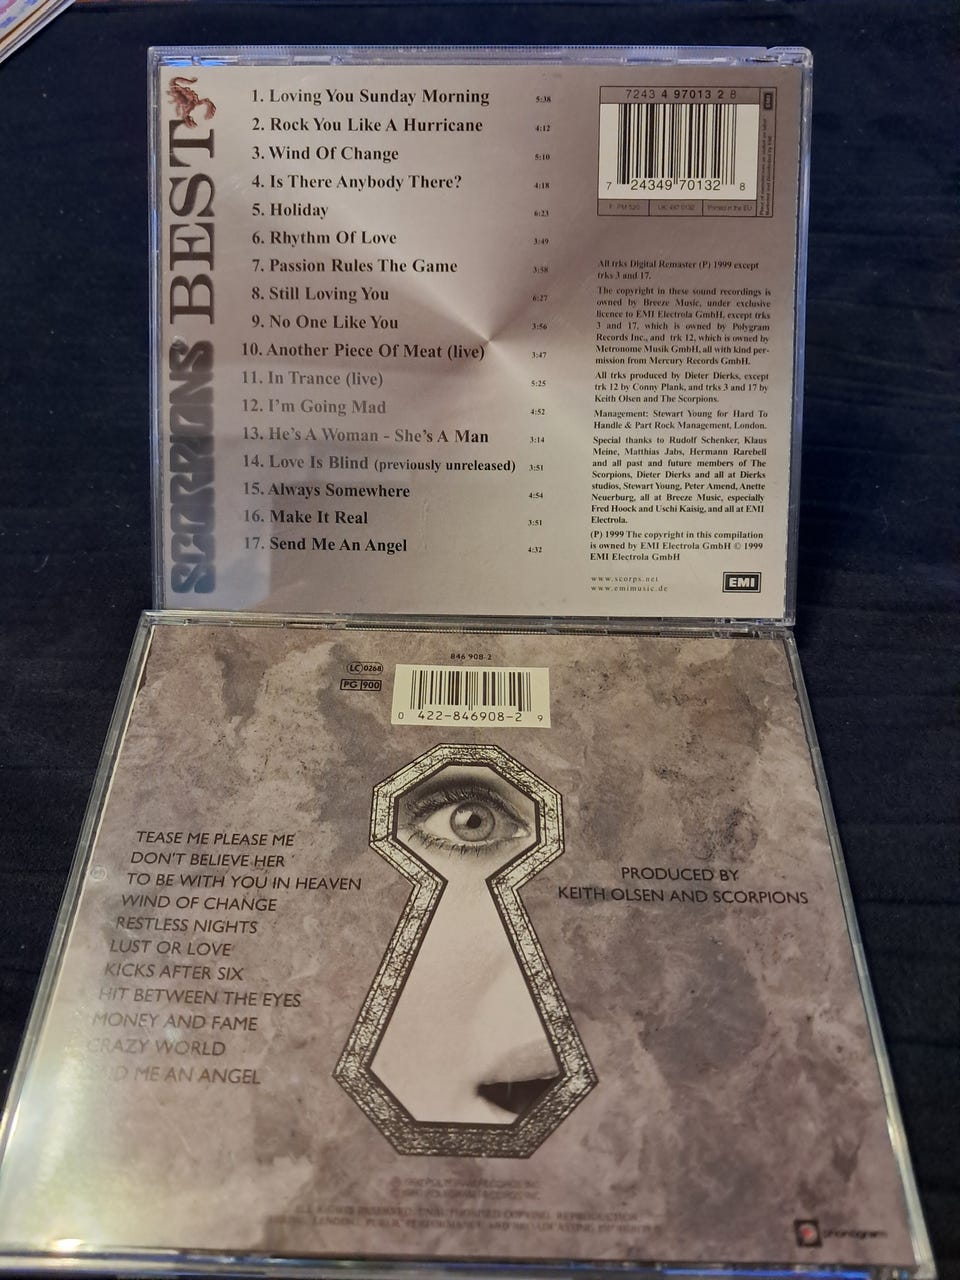 SCORPIONS BEST
1. Loving You Sunday Morning 5:38
2. Rock You Like A Hurricane 4:12
3. Wind Of Change 5:10
4. Is There Anybody There? 4:18
5. Holiday 6:23
6. Rhythm Of Love 3:49
7. Passion Rules The Game 3:58
8. Still Loving You 6:27
9. No One Like You 3:56
10. Another Piece Of Meat (live) 3:47
11. In Trance (live) 5:25
12. I'm Going Mad 4:52
13. He's A Woman - She's A Man 3:14
14. Love Is Blind (previously unreleased) 3:51
15. Always Somewhere 4:54
16. Make It Real 3:51
17. Send Me An Angel 4:32
7243 4 97013 2 8
EMI
7 24349 70132 8
F: PM 520 UK: 497 0132 Printed in the EU
All trks Digital Remaster (P) 1999 except
trks 3 and 17.
The copyright in these sound recordings is
owned by Breeze Music, under exclusive
licence to EMI Electrola GmbH, except trks
3 and 17, which is owned by Polygram
Records Inc., and trk 12, which is owned by
Metronome Musik GmbH, all with kind per-
mission from Mercury Records GmbH.
All trks produced by Dieter Dierks, except
trk 12 by Conny Plank, and trks 3 and 17 by
Keith Olsen and The Scorpions.
Management: Stewart Young for Hard To
Handle & Part Rock Management, London.
Special thanks to Rudolf Schenker, Klaus
Meine, Matthias Jabs, Hermann Rarebell
and all past and future members of The
Scorpions, Dieter Dierks and all at Dierks
studios, Stewart Young, Peter Amend, Anette
Neuerburg, all at Breeze Music, especially
Fred Hoock and Uschi Kaisig, and all at EMI
Electrola.
(P) 1999 The copyright in this compilation
is owned by EMI Electrola GmbH © 1999
EMI Electrola GmbH
www.scorps.net
www.emimusic.de
EMI
846 908-2
LC 0268
PG 900
0 422-846908-2 9
TEASE ME PLEASE ME
DON'T BELIEVE HER
TO BE WITH YOU IN HEAVEN
WIND OF CHANGE
RESTLESS NIGHTS
LUST OR LOVE
KICKS AFTER SIX
HIT BETWEEN THE EYES
MONEY AND FAME
CRAZY WORLD
ME AN ANGEL
PRODUCED BY
KEITH OLSEN AND SCORPIONS
phonogram